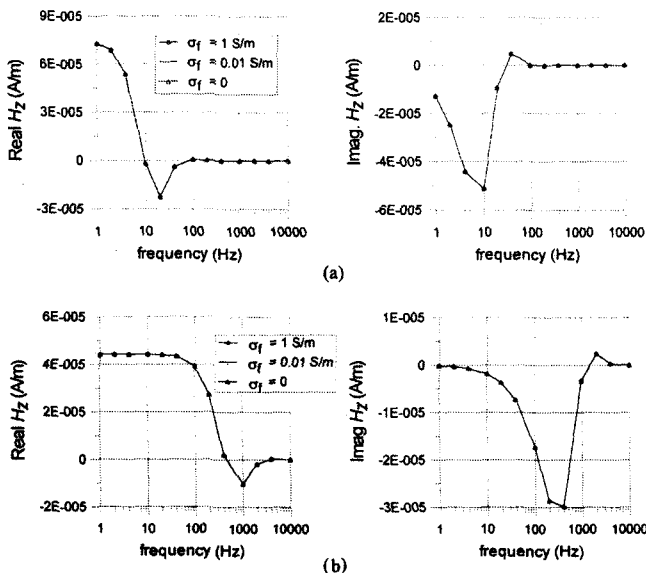 9E-005
6E-005
3E-005
0
-3E-005
Real Hz (A/m)
σf = 1 S/m
σf = 0.01 S/m
σf = 0
1 10 100 1000 10000
frequency (Hz)
2E-005
0
-2E-005
-4E-005
-6E-005
Imag. Hz (A/m)
1 10 100 1000 10000
frequency (Hz)
(a)
6E-005
4E-005
2E-005
0
-2E-005
Real Hz (A/m)
σf = 1 S/m
σf = 0.01 S/m
σf = 0
1 10 100 1000 10000
frequency (Hz)
1E-005
0
-1E-005
-2E-005
-3E-005
Imag Hz (A/m)
1 10 100 1000 10000
frequency (Hz)
(b)